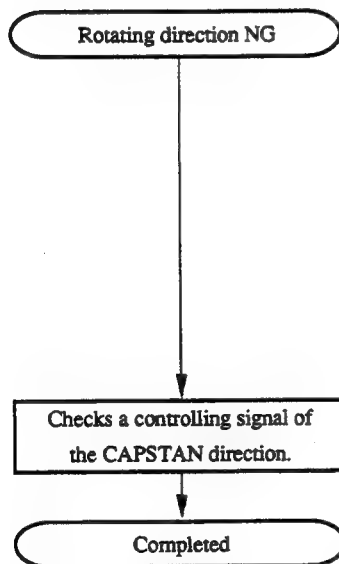 Rotating direction NG
Checks a controlling signal of
the CAPSTAN direction.
Completed